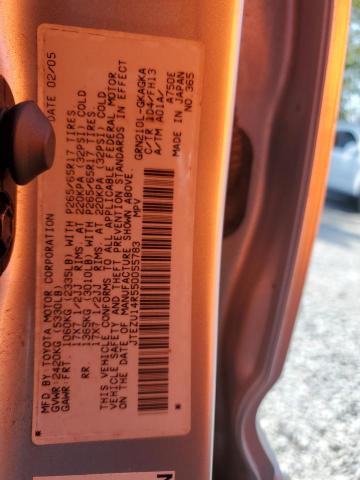 MFD.BY:TOYOTA MOTOR CORPORATION DATE 02/05
GVWR:2420KG (5330LB)
GAWR:FRT 1060KG (2335LB) WITH P265/65R17 TIRES.
17X7 1/2JJ RIMS. AT 220KPA (32PSI) COLD
RR 1365KG (3010LB) WITH P265/65R17 TIRES.
17X7 1/2JJ RIMS. AT 220KPA (32PSI) COLD
THIS VEHICLE CONFORMS TO ALL APPLICABLE FEDERAL MOTOR
VEHICLE SAFETY AND THEFT PREVENTION STANDARDS IN EFFECT
ON THE DATE OF MANUFACTURE SHOWN ABOVE.
JTEZU14R550055783 GRN210L-GKAGKA
MPV C/TR 1D4/FH13
A/TM A01A/ A750E
MADE IN JAPAN
NO.365